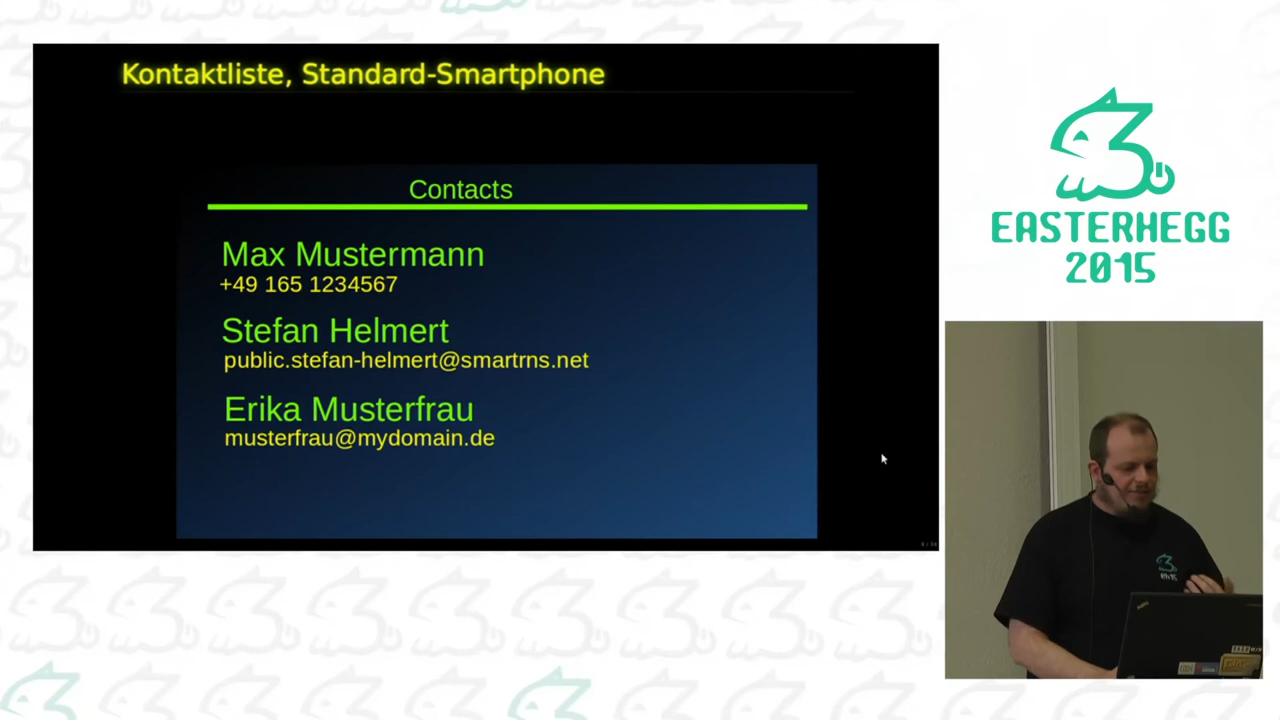 Kontaktliste, Standard-Smartphone
Contacts
Max Mustermann
+49 165 1234567
Stefan Helmert
public.stefan-helmert@smartrns.net
Erika Musterfrau
musterfrau@mydomain.de
EASTERHEGG
2015